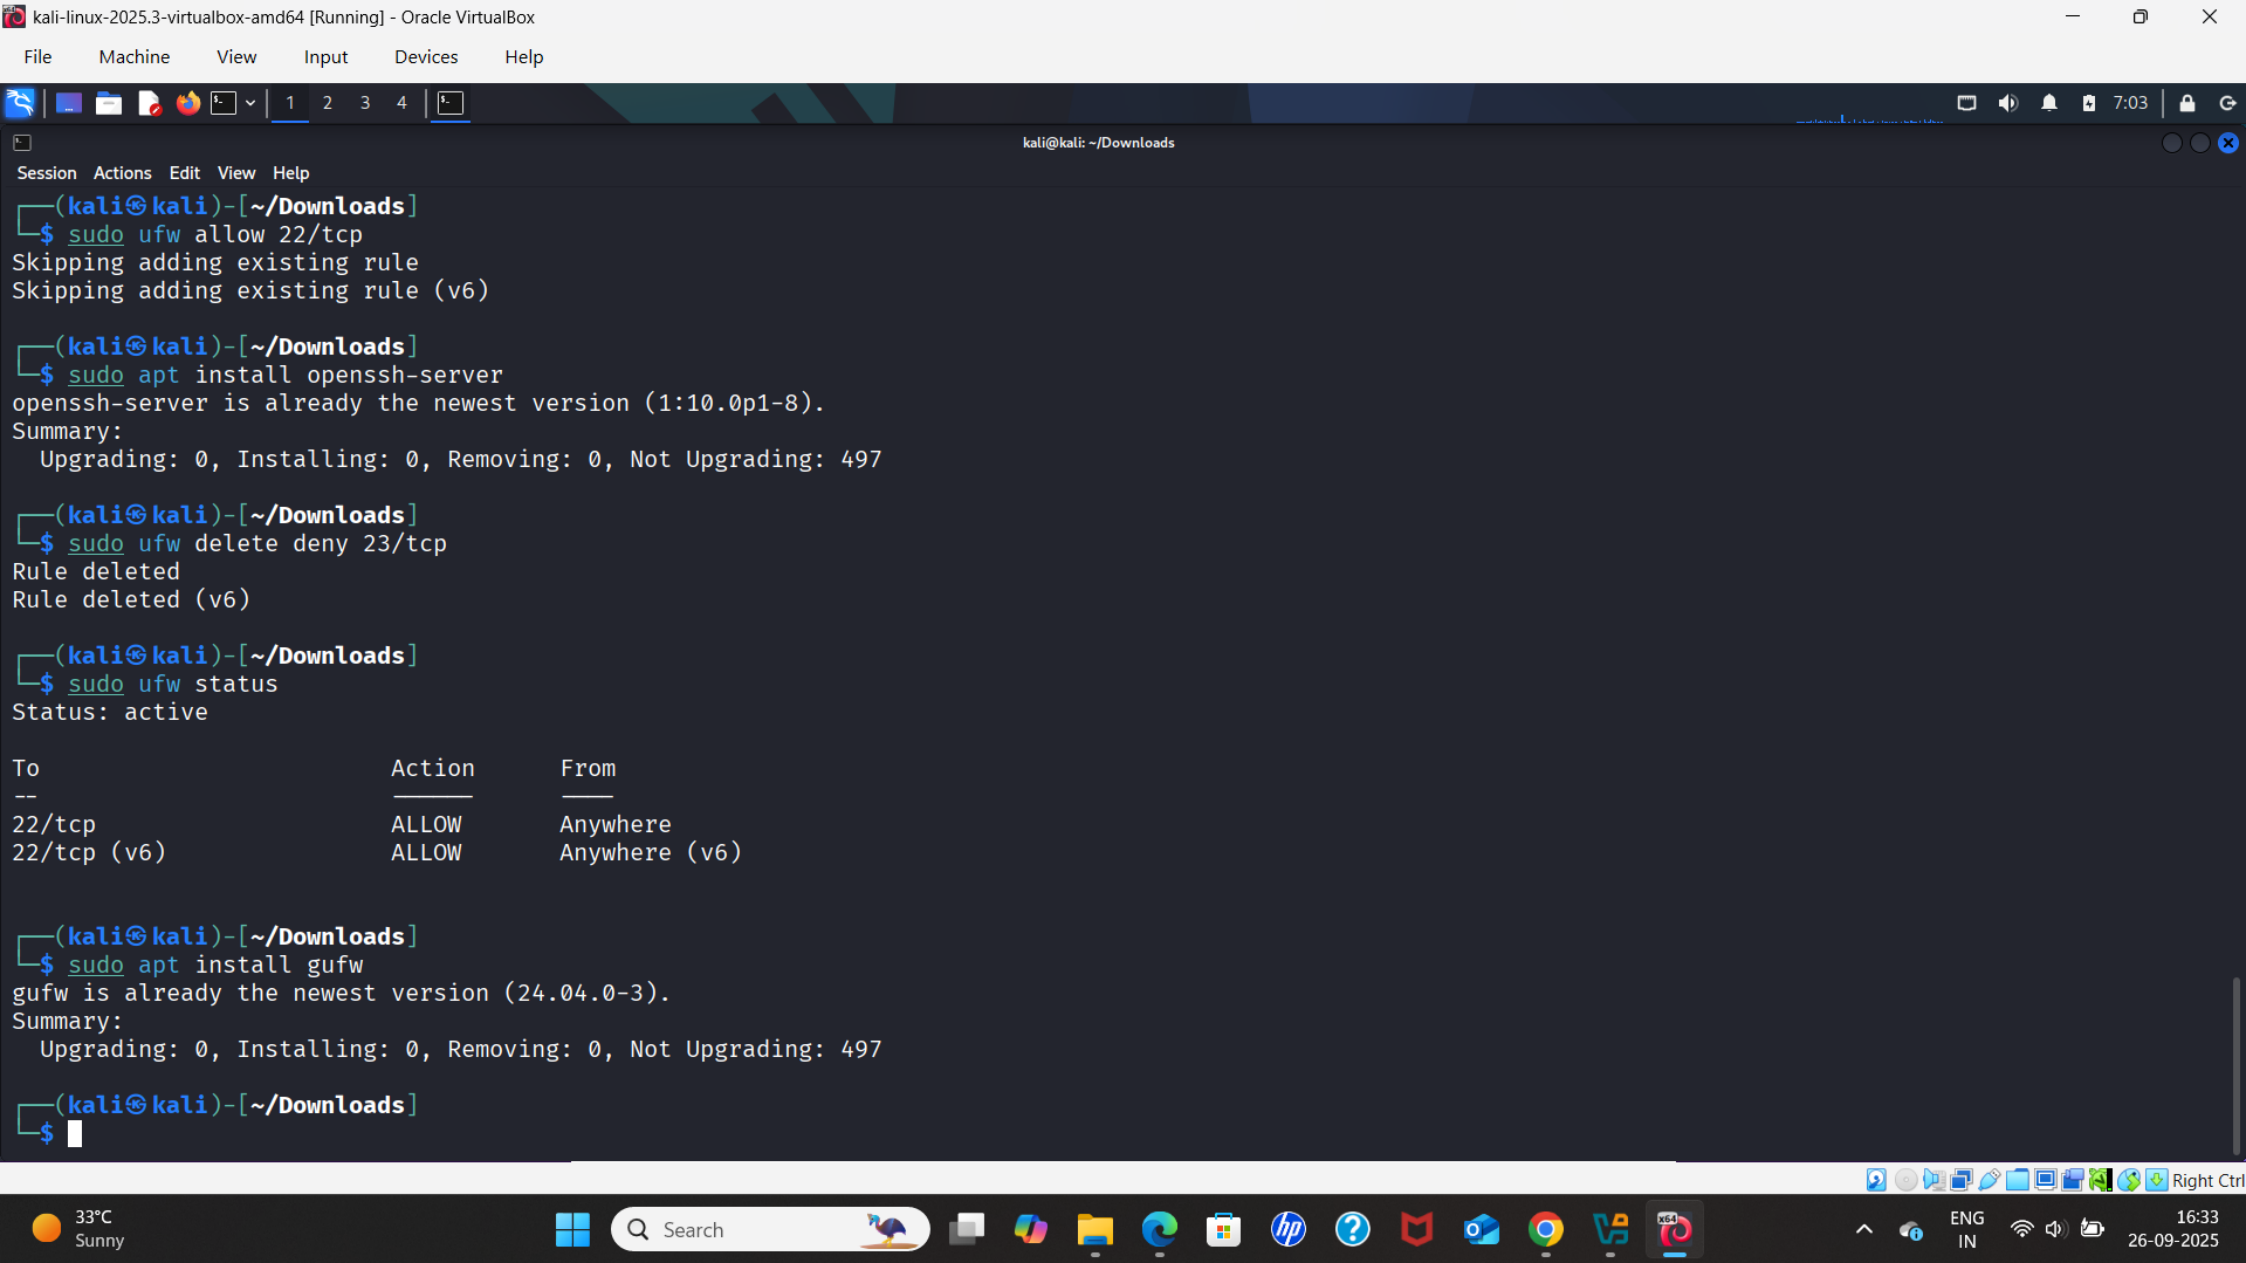 kali-linux-2025.3-virtualbox-amd64 [Running] - Oracle VirtualBox
File Machine View Input Devices Help
1 2 3 4 7:03
kali@kali: ~/Downloads
Session Actions Edit View Help
┌──(kali㉿kali)-[~/Downloads]
└─$ sudo ufw allow 22/tcp
Skipping adding existing rule
Skipping adding existing rule (v6)
┌──(kali㉿kali)-[~/Downloads]
└─$ sudo apt install openssh-server
openssh-server is already the newest version (1:10.0p1-8).
Summary:
Upgrading: 0, Installing: 0, Removing: 0, Not Upgrading: 497
┌──(kali㉿kali)-[~/Downloads]
└─$ sudo ufw delete deny 23/tcp
Rule deleted
Rule deleted (v6)
┌──(kali㉿kali)-[~/Downloads]
└─$ sudo ufw status
Status: active
To Action From
-- ------ ----
22/tcp ALLOW Anywhere
22/tcp (v6) ALLOW Anywhere (v6)
┌──(kali㉿kali)-[~/Downloads]
└─$ sudo apt install gufw
gufw is already the newest version (24.04.0-3).
Summary:
Upgrading: 0, Installing: 0, Removing: 0, Not Upgrading: 497
┌──(kali㉿kali)-[~/Downloads]
└─$
Right Ctrl
33°C
Sunny
Search
hp
x64
ENG
IN
16:33
26-09-2025